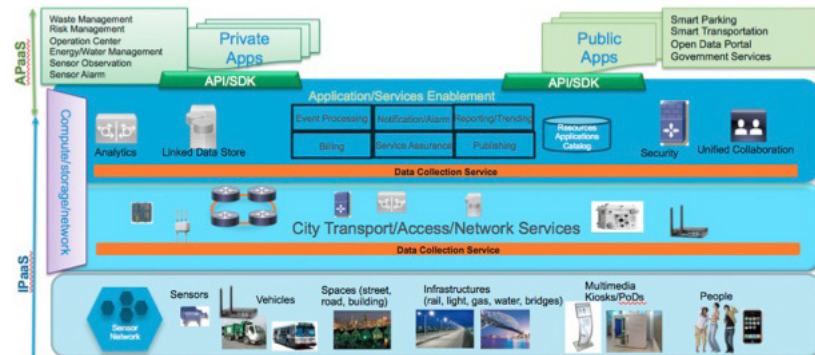 Waste Management
Risk Management
Operation Center
Energy/Water Management
Sensor Observation
Sensor Alarm
Private
Apps
Public
Apps
Smart Parking
Smart Transportation
Open Data Portal
Government Services
APaaS
API/SDK
API/SDK
Application/Services Enablement
Event Processing
Notification/Alarm
Reporting/Trending
Billing
Service Assurance
Publishing
Resources
Applications
Catalog
Analytics
Linked Data Store
Security
Unified Collaboration
Data Collection Service
Compute/storage/network
City Transport/Access/Network Services
Data Collection Service
IPaaS
Sensor
Network
Sensors
Vehicles
Spaces (street,
road, building)
Infrastructures
(rail, light, gas, water, bridges)
Multimedia
Kiosks/PoDs
People